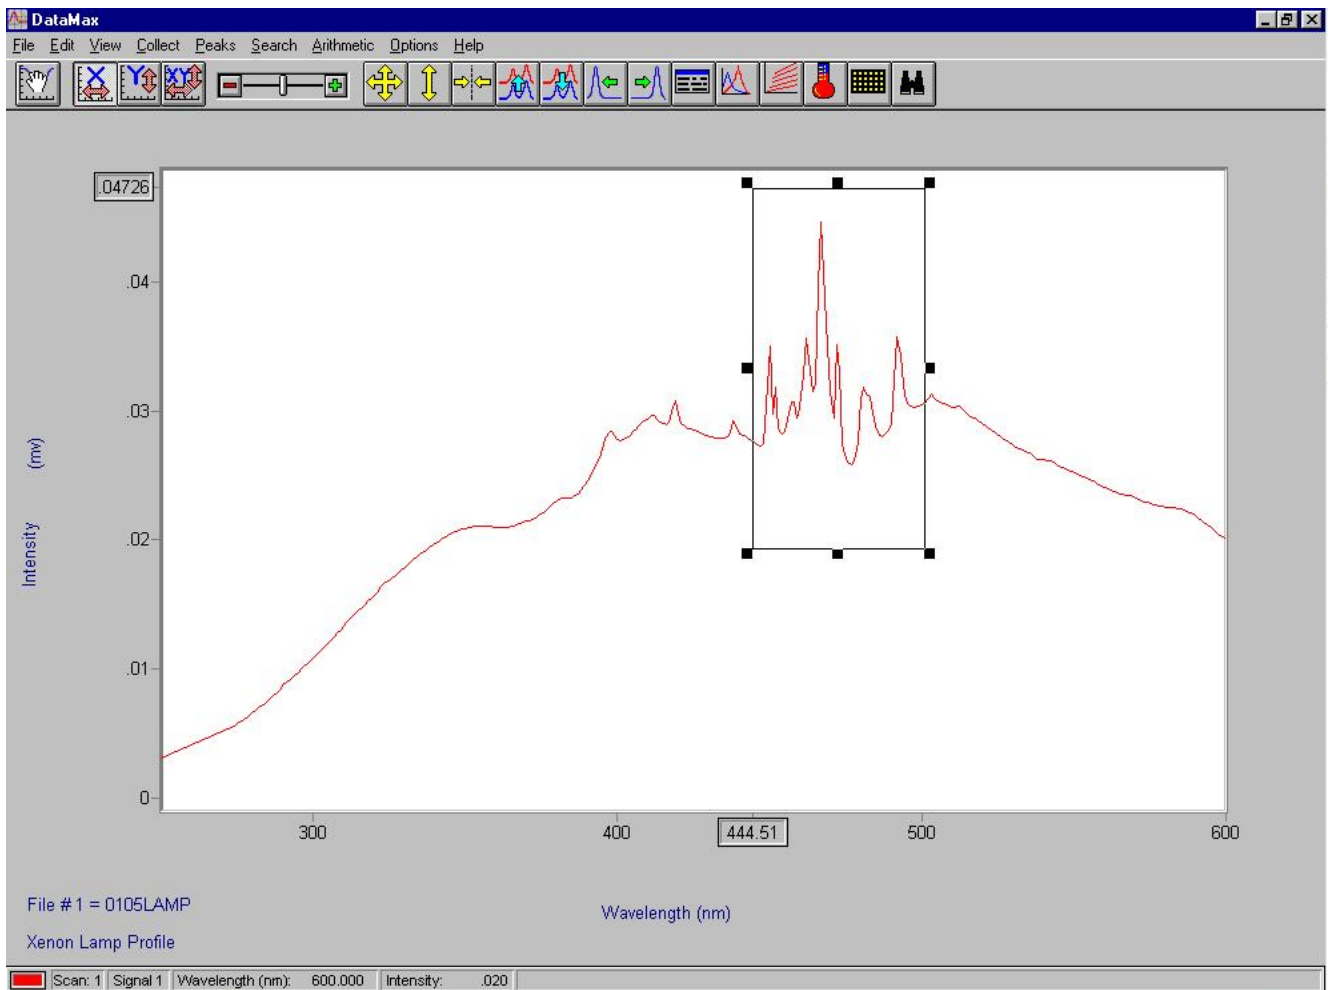 DataMax
File Edit View Collect Peaks Search Arithmetic Options Help
X Y XY
.04726
.04
.03
.02
.01
0
Intensity (mv)
300 400 444.51 500 600
Wavelength (nm)
File # 1 = 0105LAMP
Xenon Lamp Profile
Scan: 1 Signal 1 Wavelength (nm): 600.000 Intensity: .020